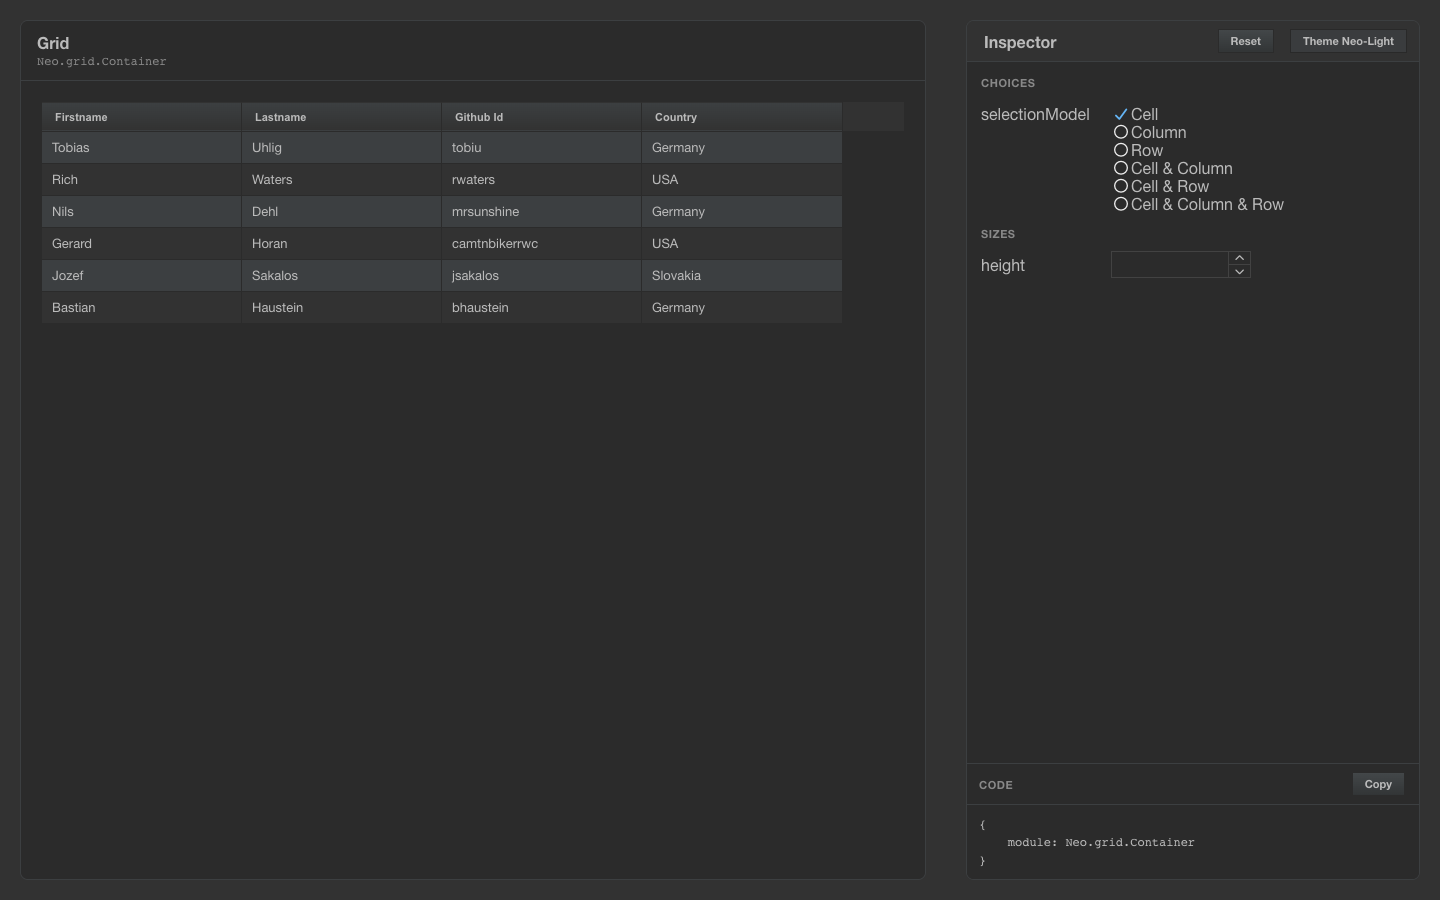 Grid
Neo.grid.Container
Firstname Lastname Github Id Country
Tobias Uhlig tobiu Germany
Rich Waters rwaters USA
Nils Dehl mrsunshine Germany
Gerard Horan camtnbikerrwc USA
Jozef Sakalos jsakalos Slovakia
Bastian Haustein bhaustein Germany
Inspector Reset Theme Neo-Light
CHOICES
selectionModel Cell
Column
Row
Cell & Column
Cell & Row
Cell & Column & Row
SIZES
height
CODE Copy
{
    module: Neo.grid.Container
}